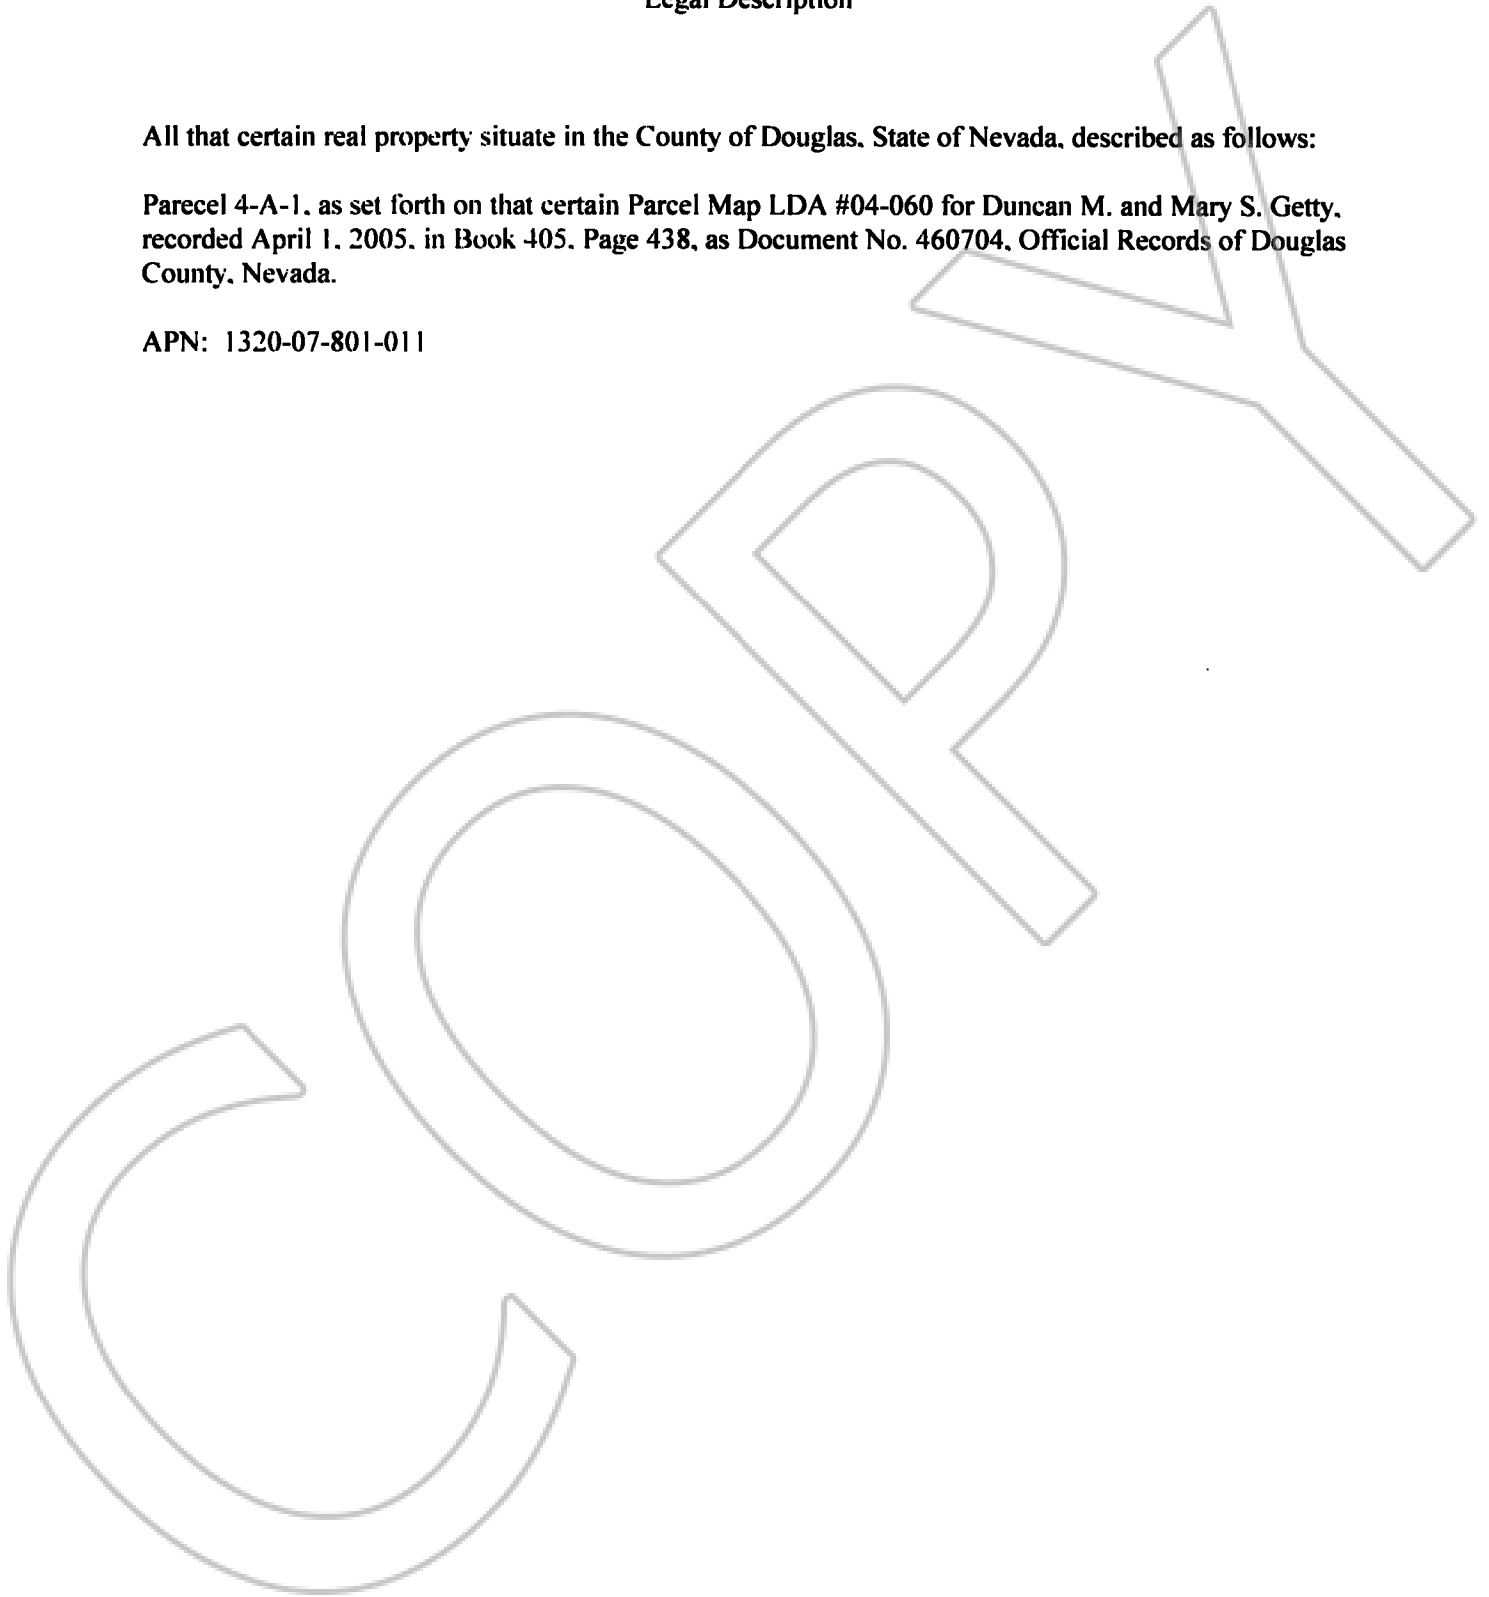 Legal Description
All that certain real property situate in the County of Douglas, State of Nevada, described as follows:
Parecel 4-A-1, as set forth on that certain Parcel Map LDA #04-060 for Duncan M. and Mary S. Getty,
recorded April 1, 2005, in Book 405, Page 438, as Document No. 460704, Official Records of Douglas
County, Nevada.
APN: 1320-07-801-011
COPY